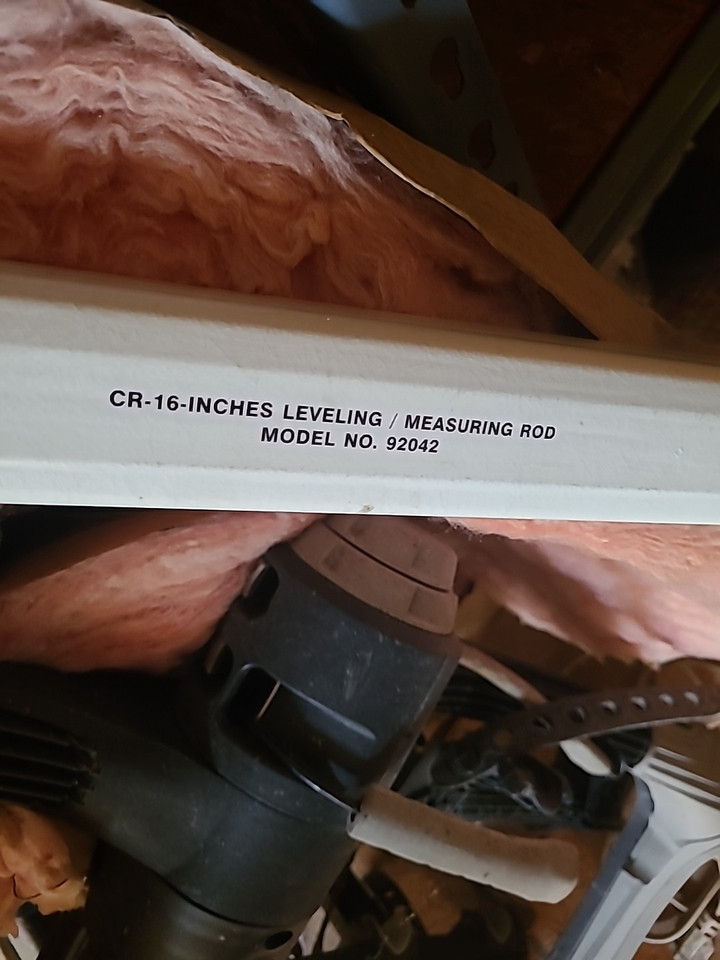 CR-16-INCHES LEVELING / MEASURING ROD
MODEL NO. 92042